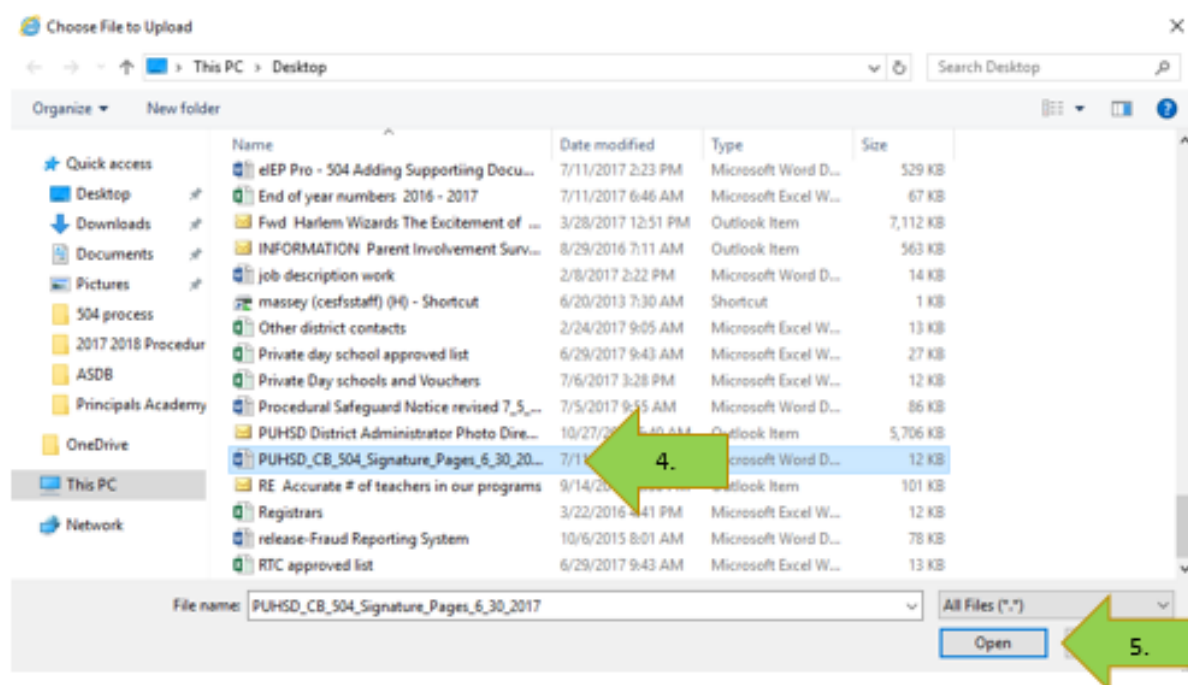 Choose File to Upload
This PC > Desktop
Search Desktop
Organize
New folder
Name Date modified Type Size
Quick access
Desktop
Downloads
Documents
Pictures
504 process
2017 2018 Procedur
ASDB
Principals Academy
OneDrive
This PC
Network
eIEP Pro - 504 Adding Supportiing Docu... 7/11/2017 2:23 PM Microsoft Word D... 529 KB
End of year numbers 2016 - 2017 7/11/2017 6:46 AM Microsoft Excel W... 67 KB
Fwd Harlem Wizards The Excitement of ... 3/28/2017 12:51 PM Outlook Item 7,112 KB
INFORMATION Parent Involvement Surv... 8/29/2016 7:11 AM Outlook Item 563 KB
job description work 2/8/2017 2:22 PM Microsoft Word D... 14 KB
massey (cesfsstaff) (H) - Shortcut 6/20/2013 7:30 AM Shortcut 1 KB
Other district contacts 2/24/2017 9:05 AM Microsoft Excel W... 13 KB
Private day school approved list 6/29/2017 9:43 AM Microsoft Excel W... 27 KB
Private Day schools and Vouchers 7/6/2017 3:28 PM Microsoft Excel W... 12 KB
Procedural Safeguard Notice revised 7_5_... 7/5/2017 9:55 AM Microsoft Word D... 86 KB
PUHSD District Administrator Photo Dire... AM Outlook Item 5,706 KB
PUHSD_CB_504_Signature_Pages_6_30_20... 4. Word D... 12 KB
RE Accurate # of teachers in our programs Item 101 KB
Registrars 3/22/2016 4:41 PM Microsoft Excel W... 12 KB
release-Fraud Reporting System 10/6/2015 8:01 AM Microsoft Word D... 78 KB
RTC approved list 6/29/2017 9:43 AM Microsoft Excel W... 13 KB
File name: PUHSD_CB_504_Signature_Pages_6_30_2017 All Files (*.*)
Open 5.